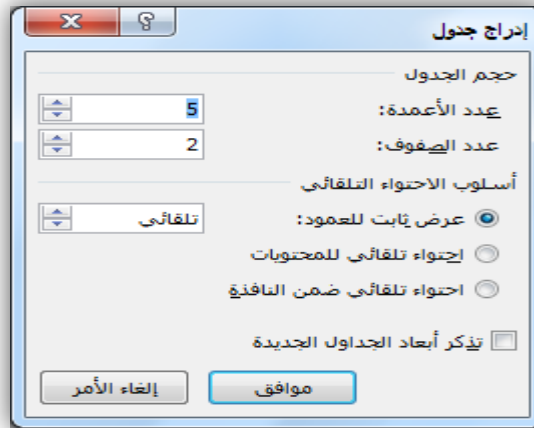 إدراج جدول
حجم الجدول
عدد الأعمدة: 5
عدد الصفوف: 2
أسلوب الاحتواء التلقائي
عرض ثابت للعمود: تلقائي
احتواء تلقائي للمحتويات
احتواء تلقائي ضمن النافذة
تذكر أبعاد الجداول الجديدة
موافق إلغاء الأمر